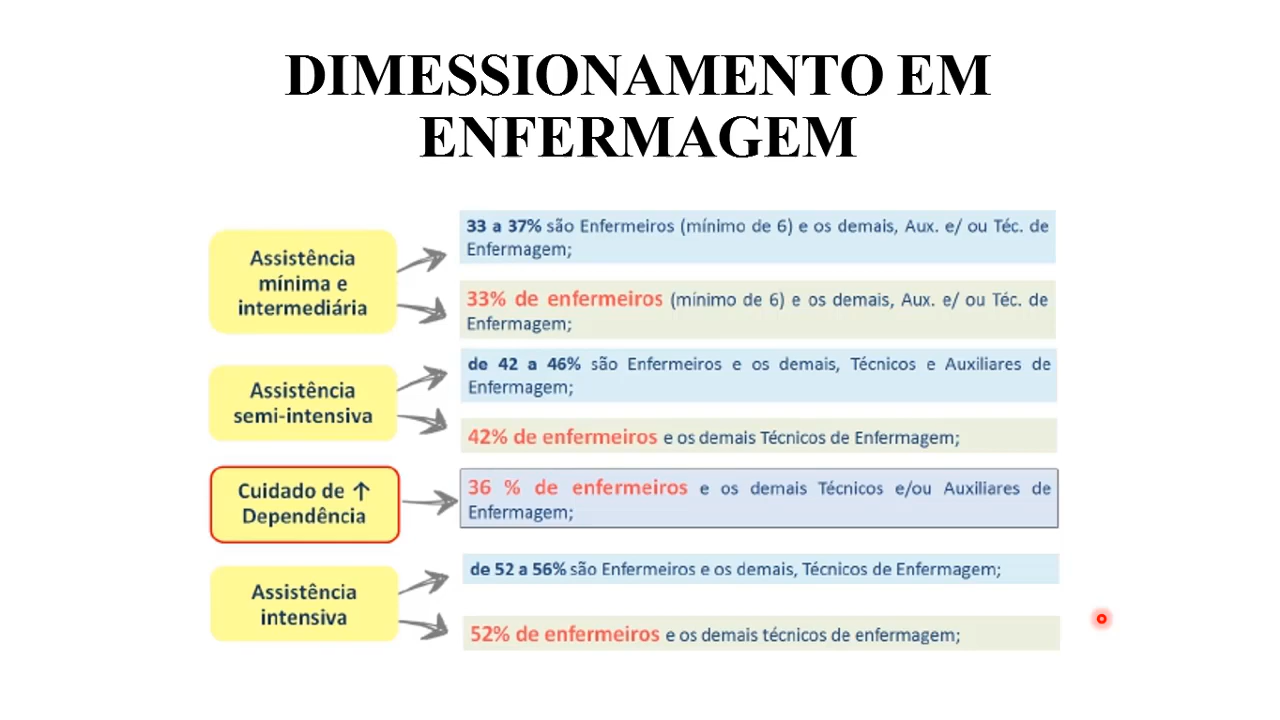 DIMESSIONAMENTO EM
ENFERMAGEM
Assistência
mínima e
intermediária
33 a 37% são Enfermeiros (mínimo de 6) e os demais, Aux. e/ ou Téc. de
Enfermagem;
33% de enfermeiros (mínimo de 6) e os demais, Aux. e/ ou Téc. de
Enfermagem;
Assistência
semi-intensiva
de 42 a 46% são Enfermeiros e os demais, Técnicos e Auxiliares de
Enfermagem;
42% de enfermeiros e os demais Técnicos de Enfermagem;
Cuidado de ↑
Dependência
36 % de enfermeiros e os demais Técnicos e/ou Auxiliares de
Enfermagem;
Assistência
intensiva
de 52 a 56% são Enfermeiros e os demais, Técnicos de Enfermagem;
52% de enfermeiros e os demais técnicos de enfermagem;